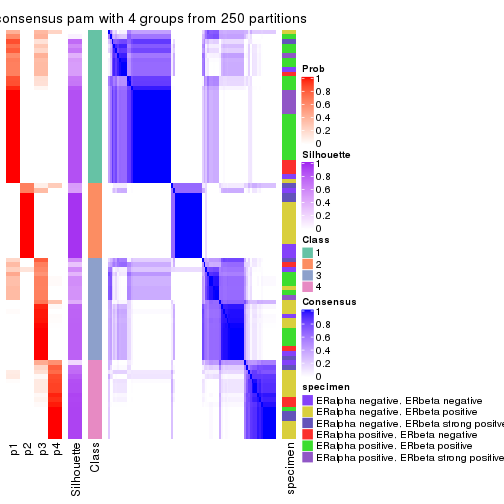 consensus pam with 4 groups from 250 partitions
Prob
1
0.8
0.6
0.4
0.2
0
Silhouette
1
0.8
0.6
0.4
0.2
0
Class
1
2
3
4
Consensus
1
0.8
0.6
0.4
0.2
0
specimen
ERalpha negative. ERbeta negative
ERalpha negative. ERbeta positive
ERalpha negative. ERbeta strong positive
ERalpha positive. ERbeta negative
ERalpha positive. ERbeta positive
ERalpha positive. ERbeta strong positive
p1
p2
p3
p4
Silhouette
Class
specimen